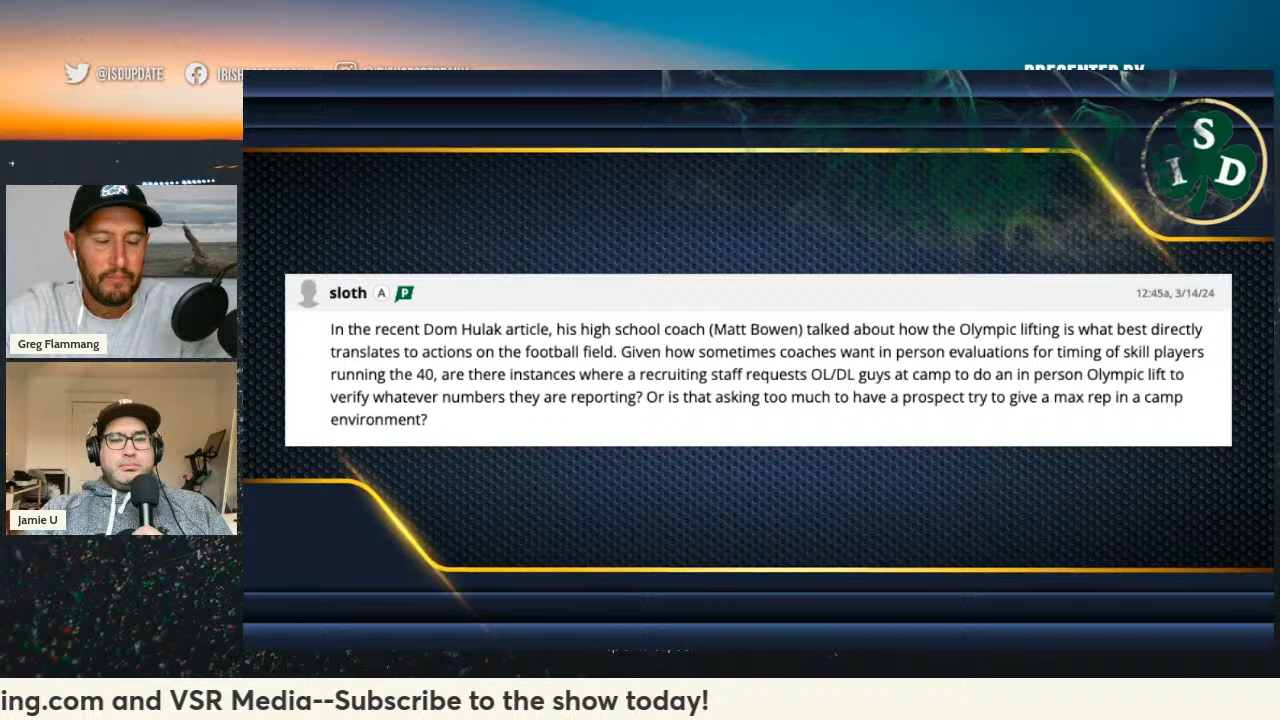 @ISDUPDATE
PRESENTED BY
S
I D
sloth A P 12:45a, 3/14/24
In the recent Dom Hulak article, his high school coach (Matt Bowen) talked about how the Olympic lifting is what best directly
translates to actions on the football field. Given how sometimes coaches want in person evaluations for timing of skill players
running the 40, are there instances where a recruiting staff requests OL/DL guys at camp to do an in person Olympic lift to
verify whatever numbers they are reporting? Or is that asking too much to have a prospect try to give a max rep in a camp
environment?
Greg Flammang
Jamie U
ing.com and VSR Media--Subscribe to the show today!